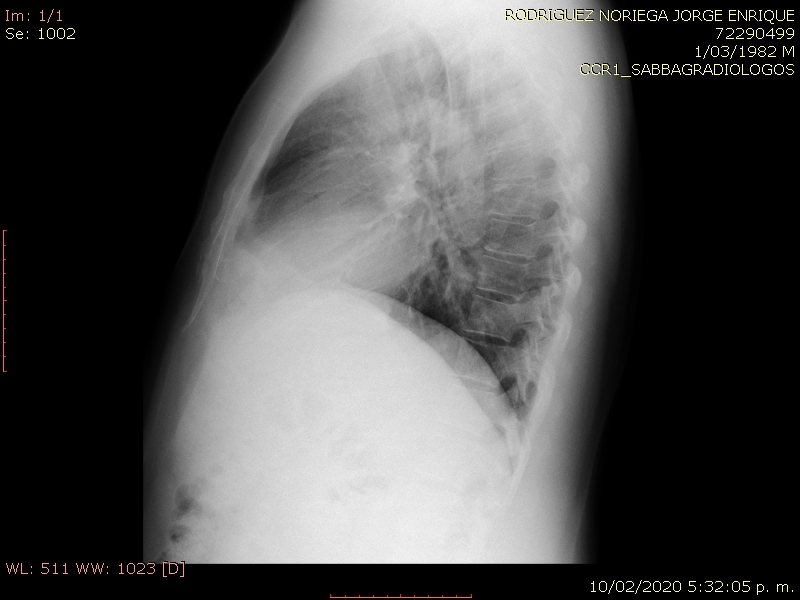 Im: 1/1
Se: 1002
RODRIGUEZ NORIEGA JORGE ENRIQUE
72290499
1/03/1982 M
CCR1_SABBAGRADIOLOGOS
WL: 511 WW: 1023 [D]
10/02/2020 5:32:05 p. m.